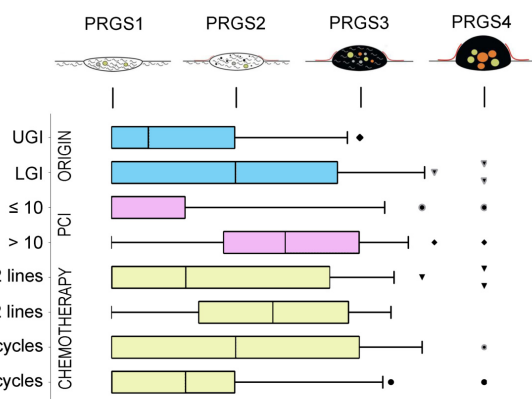 PRGS1 PRGS2 PRGS3 PRGS4
UGI
LGI
ORIGIN
≤ 10
> 10
PCI
2 lines
2 lines
cycles
cycles
CHEMOTHERAPY